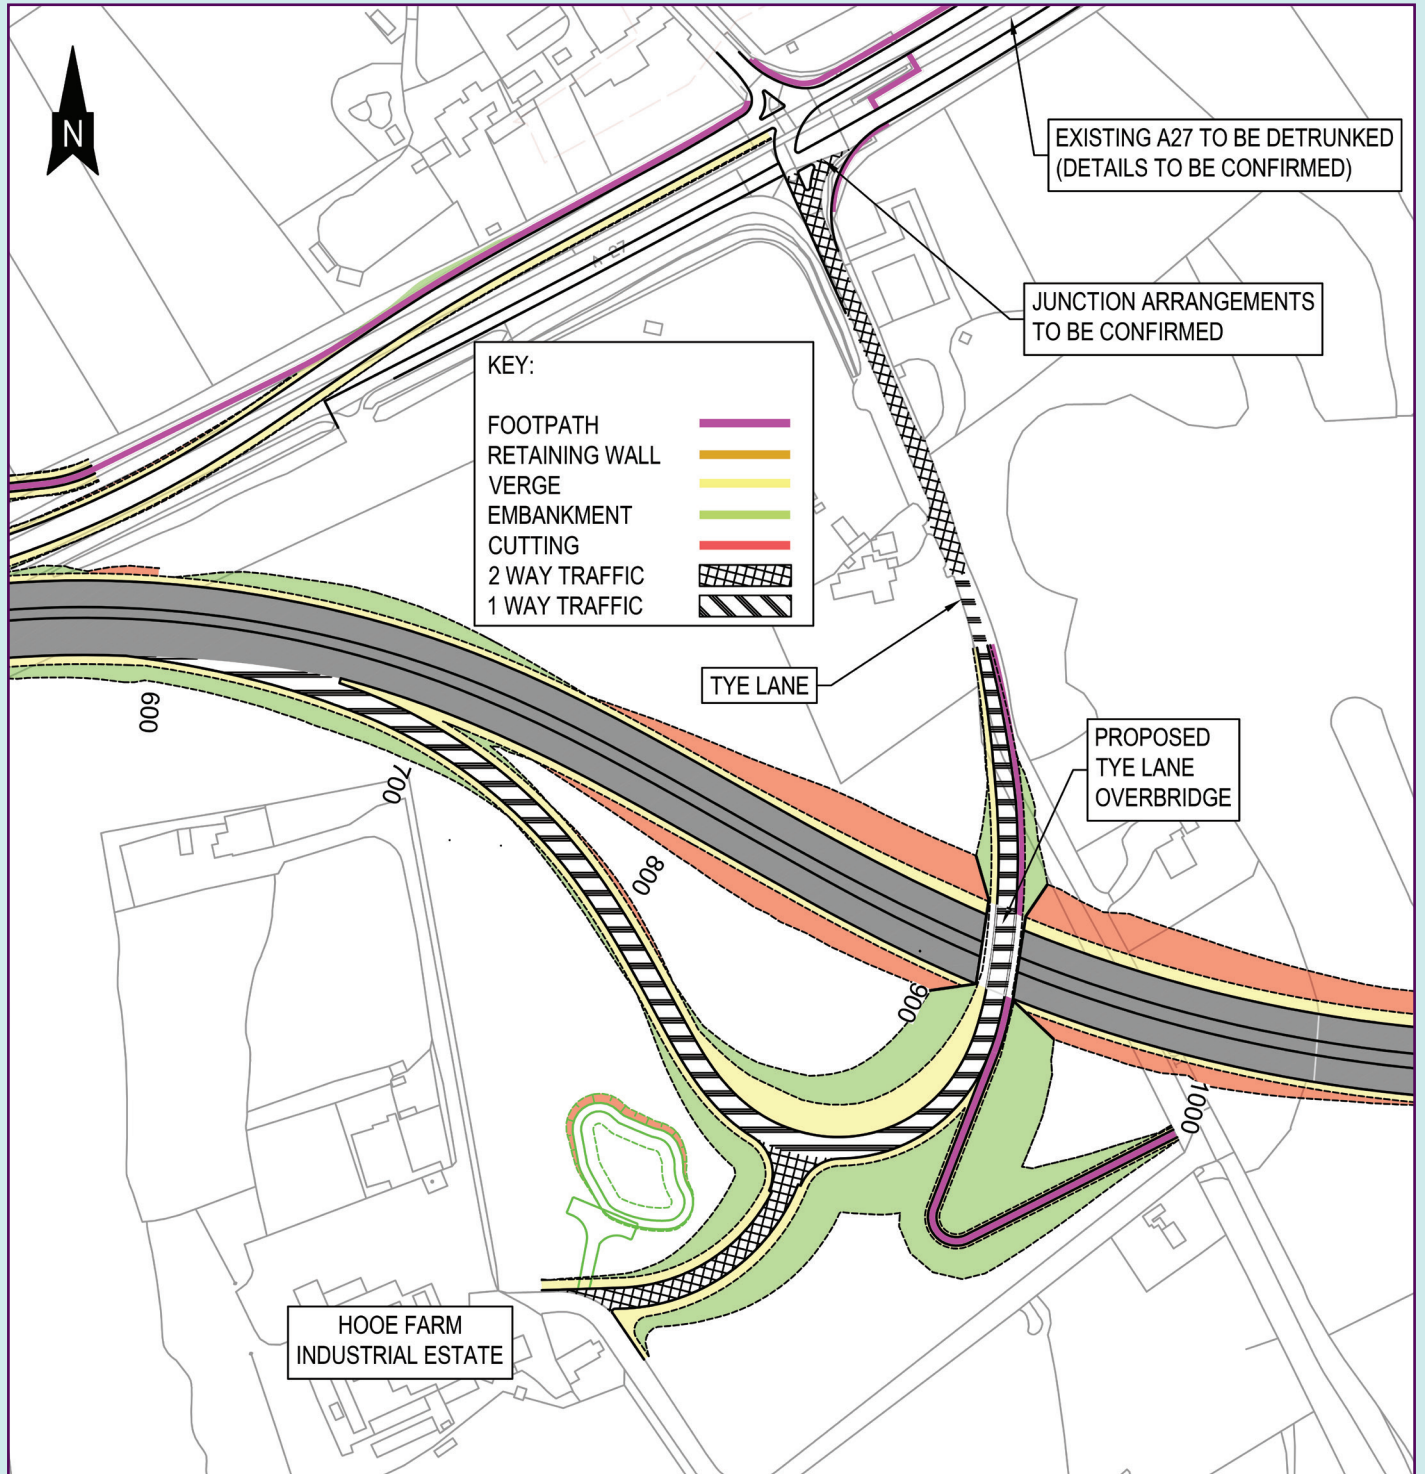 N
EXISTING A27 TO BE DETRUNKED
(DETAILS TO BE CONFIRMED)
A 27
JUNCTION ARRANGEMENTS
TO BE CONFIRMED
KEY:
FOOTPATH
RETAINING WALL
VERGE
EMBANKMENT
CUTTING
2 WAY TRAFFIC
1 WAY TRAFFIC
TYE LANE
600
700
PROPOSED
TYE LANE
OVERBRIDGE
800
900
1000
HOOE FARM
INDUSTRIAL ESTATE